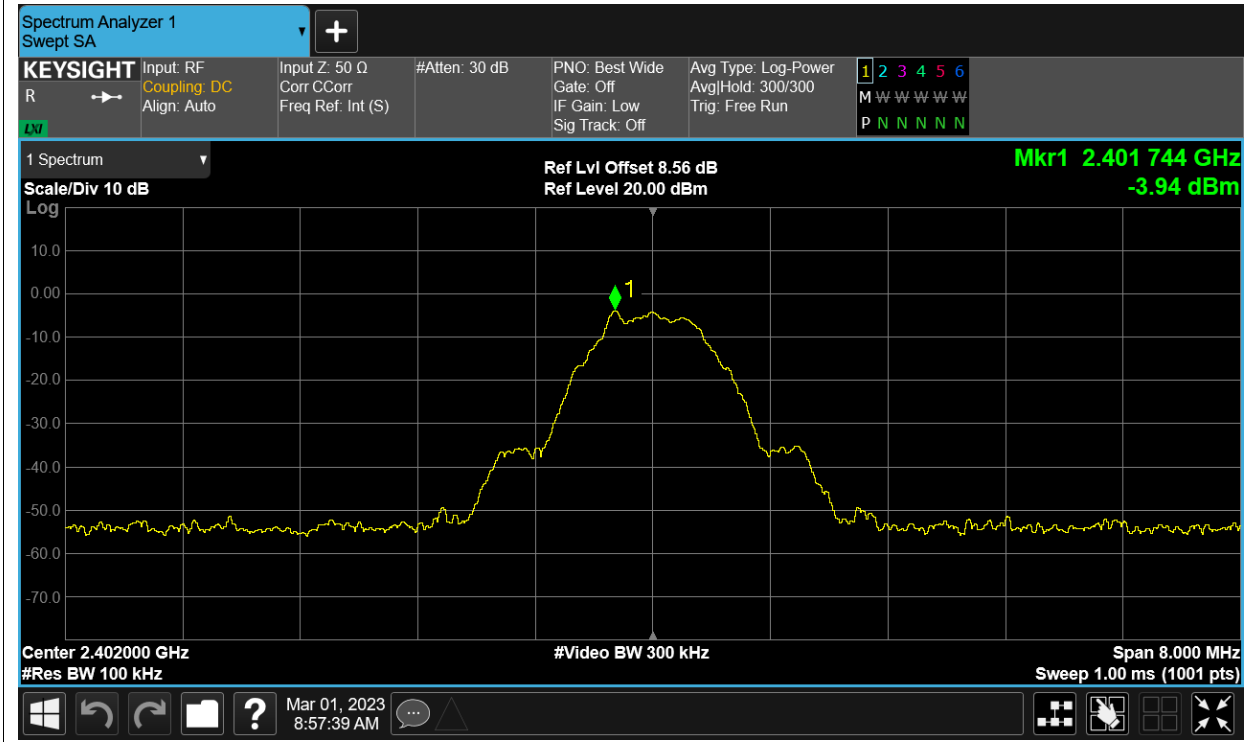 Spectrum Analyzer 1
Swept SA
KEYSIGHT
R
LXI
Input: RF
Coupling: DC
Align: Auto
Input Z: 50 Ω
Corr CCorr
Freq Ref: Int (S)
#Atten: 30 dB
PNO: Best Wide
Gate: Off
IF Gain: Low
Sig Track: Off
Avg Type: Log-Power
Avg|Hold: 300/300
Trig: Free Run
1 2 3 4 5 6
M W W W W W
P N N N N N
1 Spectrum
Scale/Div 10 dB
Log
Ref Lvl Offset 8.56 dB
Ref Level 20.00 dBm
Mkr1 2.401 744 GHz
-3.94 dBm
10.0
0.00
-10.0
-20.0
-30.0
-40.0
-50.0
-60.0
-70.0
1
Center 2.402000 GHz
#Res BW 100 kHz
#Video BW 300 kHz
Span 8.000 MHz
Sweep 1.00 ms (1001 pts)
?
Mar 01, 2023
8:57:39 AM